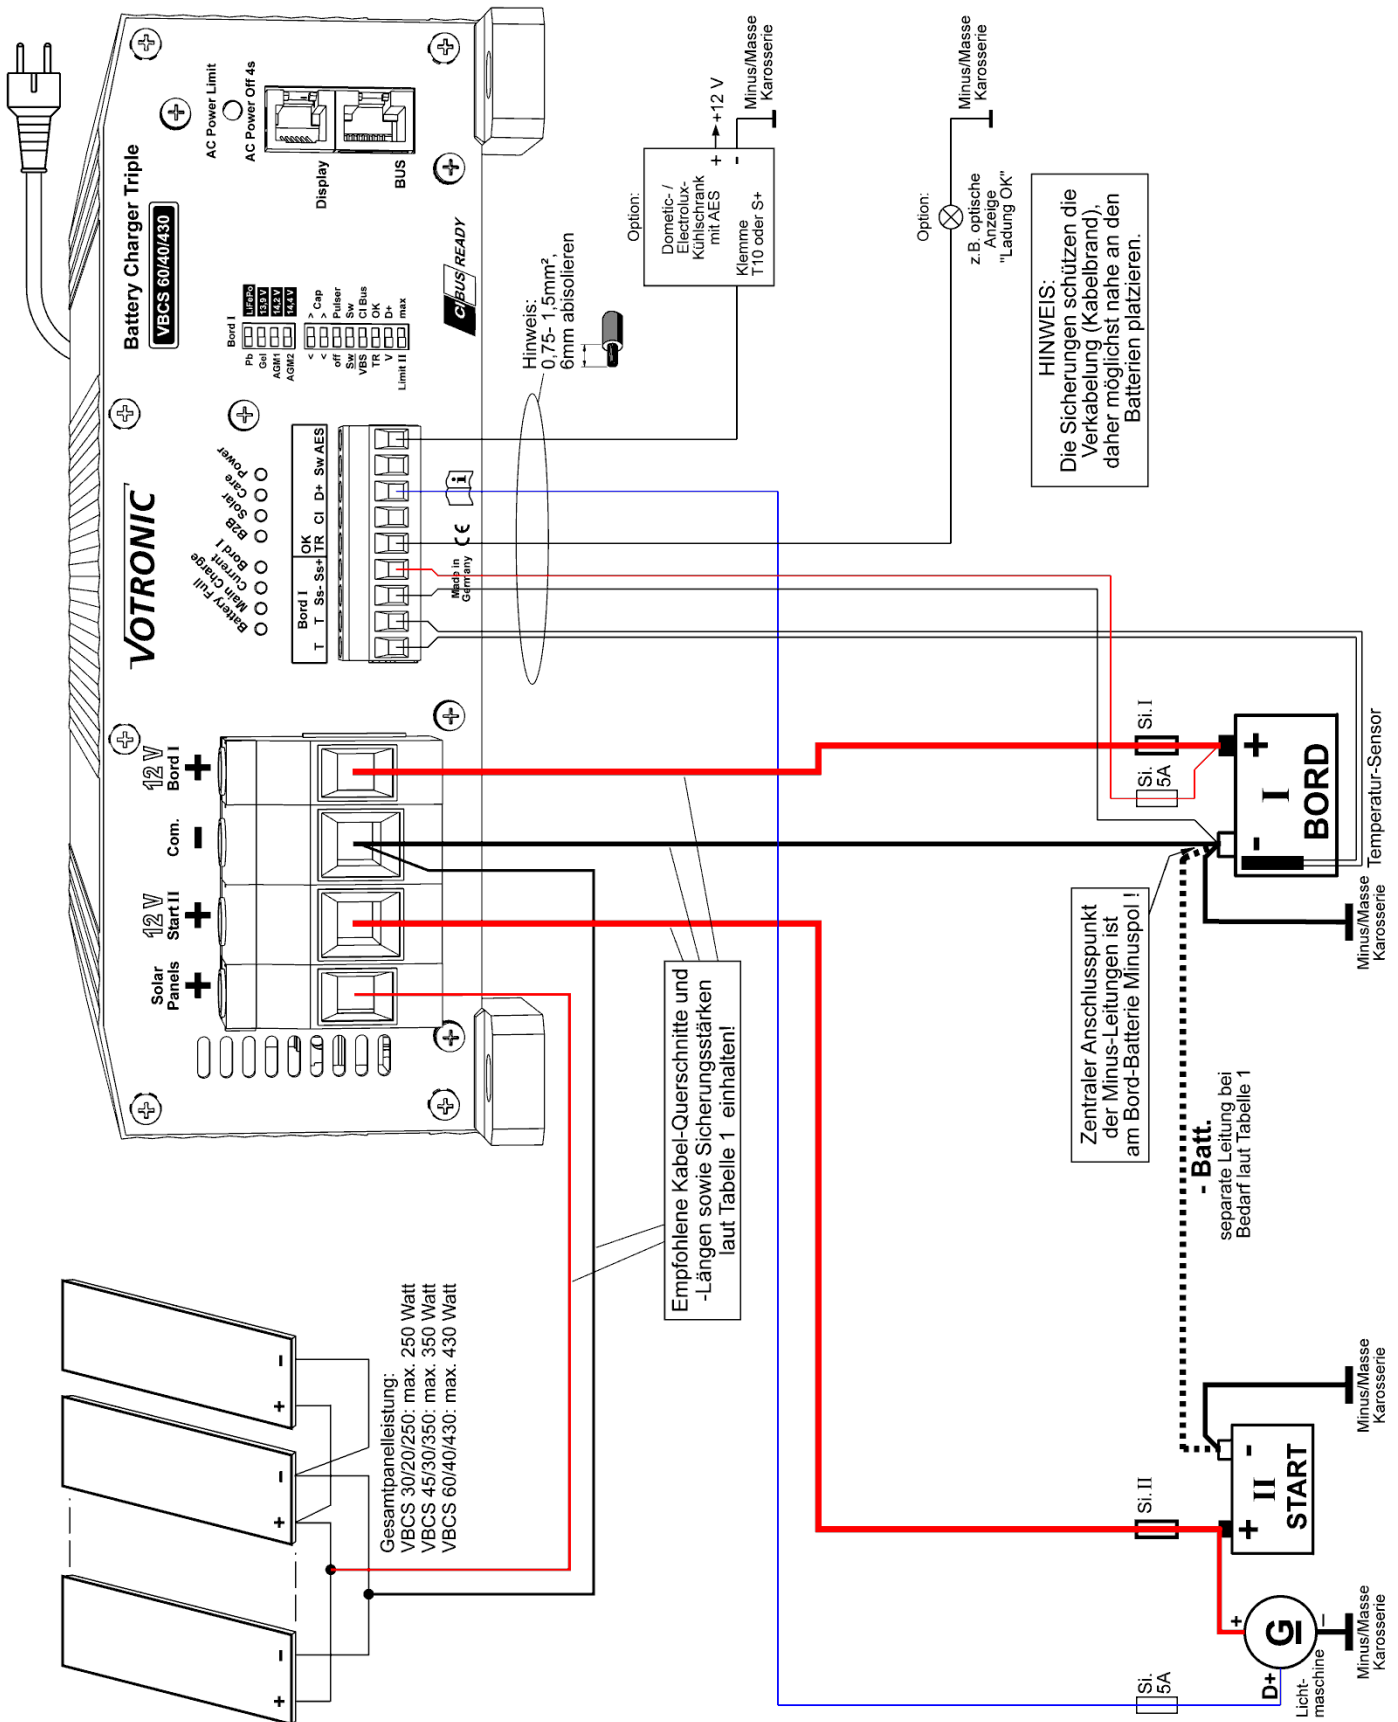 Battery Charger Triple
VBCS 60/40/430
AC Power Limit
AC Power Off 4s
Display
BUS
CI BUS READY
VOTRONIC
Battery Full
Main Charge
Current
Bord I
B2B
Solar
Care
Power
Bord I
Pb
LiFePo
Gel
13,9 V
AGM1
14,2 V
AGM2
14,4 V
< > Cap
< > Cap
off Pulser
Sw Sw
VBS CI Bus
TR OK
V D+
Limit II max
Bord I
OK
T T Ss- Ss+ TR CI D+ Sw AES
Made in
Germany
CE
i
Solar
Panels
+
12 V
Start II
+
Com.
-
12 V
Bord I
+
Hinweis:
0,75- 1,5mm²,
6mm abisolieren
Option:
Dometic- /
Electrolux-
Kühlschrank
mit AES
Klemme
T10 oder S+
+
-
+12 V
Minus/Masse
Karosserie
Option:
z.B. optische
Anzeige
"Ladung OK"
Minus/Masse
Karosserie
HINWEIS:
Die Sicherungen schützen die
Verkabelung (Kabelbrand),
daher möglichst nahe an den
Batterien platzieren.
+ -
+ -
+ -
Gesamtpanelleistung:
VBCS 30/20/250: max. 250 Watt
VBCS 45/30/350: max. 350 Watt
VBCS 60/40/430: max. 430 Watt
Empfohlene Kabel-Querschnitte und
-Längen sowie Sicherungsstärken
laut Tabelle 1 einhalten!
Zentraler Anschlusspunkt
der Minus-Leitungen ist
am Bord-Batterie Minuspol !
- Batt.
separate Leitung bei
Bedarf laut Tabelle 1
Si. I
Si.
5A
- +
I
BORD
Temperatur-Sensor
Minus/Masse
Karosserie
Si. II
+ -
II
START
Minus/Masse
Karosserie
Si.
5A
D+
+
G
–
Licht-
maschine
Minus/Masse
Karosserie